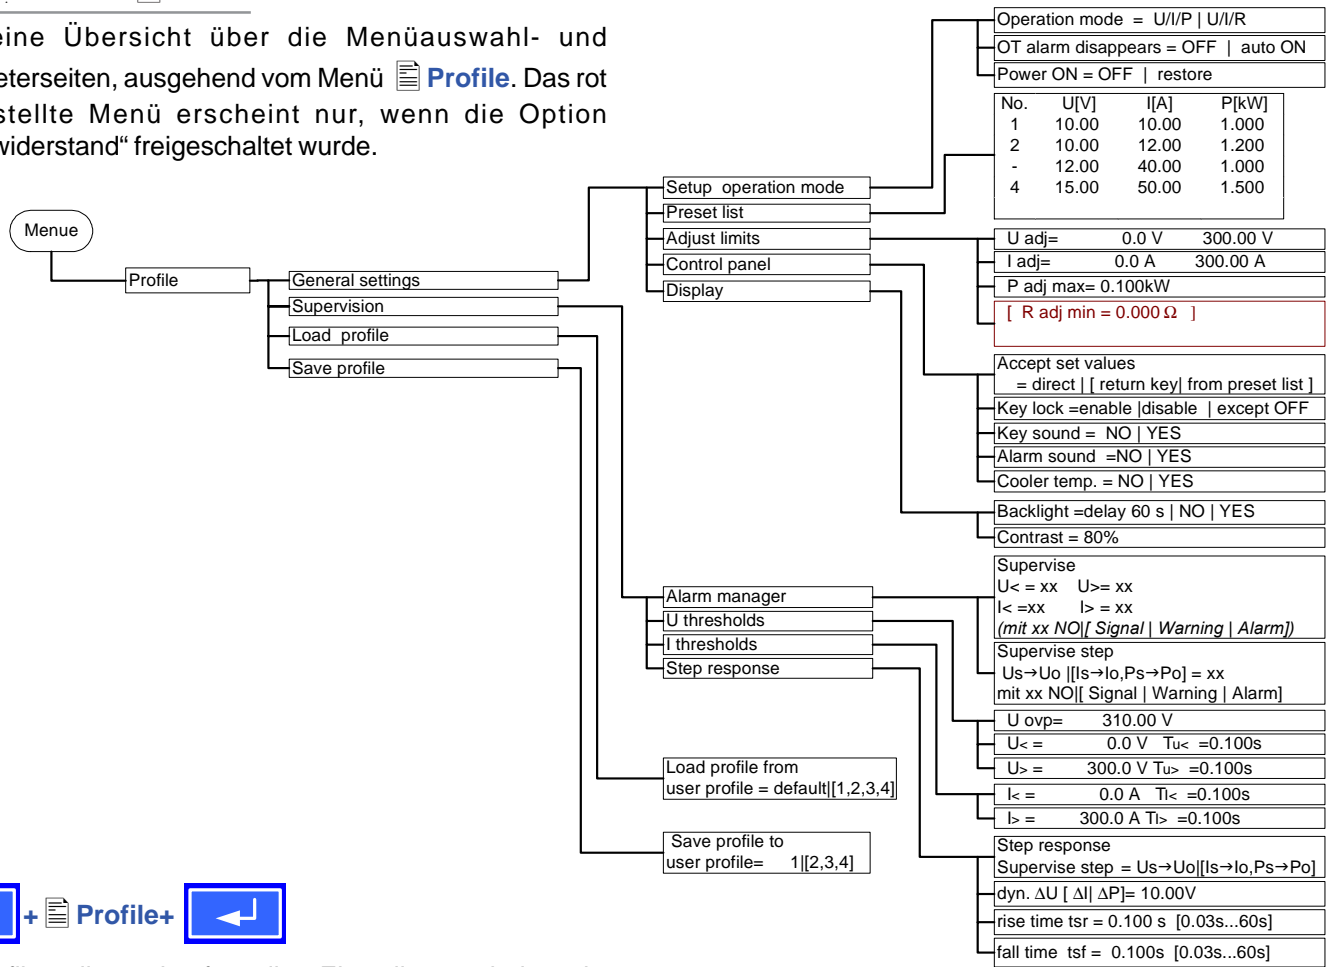 eine Übersicht über die Menüauswahl- und
eterseiten, ausgehend vom Menü Profile. Das rot
stellte Menü erscheint nur, wenn die Option
widerstand“ freigeschaltet wurde.
Menue
Profile
General settings
Supervision
Load profile
Save profile
Setup operation mode
Preset list
Adjust limits
Control panel
Display
Operation mode = U/I/P | U/I/R
OT alarm disappears = OFF | auto ON
Power ON = OFF | restore
No. U[V] I[A] P[kW]
1 10.00 10.00 1.000
2 10.00 12.00 1.200
- 12.00 40.00 1.000
4 15.00 50.00 1.500
U adj= 0.0 V 300.00 V
I adj= 0.0 A 300.00 A
P adj max= 0.100kW
[ R adj min = 0.000 Ω ]
Accept set values
= direct | [ return key| from preset list ]
Key lock =enable |disable | except OFF
Key sound = NO | YES
Alarm sound =NO | YES
Cooler temp. = NO | YES
Backlight =delay 60 s | NO | YES
Contrast = 80%
Alarm manager
U thresholds
I thresholds
Step response
Supervise
U< = xx U>= xx
I< =xx I> = xx
(mit xx NO|[ Signal | Warning | Alarm])
Supervise step
Us→Uo |[Is→Io,Ps→Po] = xx
mit xx NO|[ Signal | Warning | Alarm]
U ovp= 310.00 V
U< = 0.0 V Tu< =0.100s
U> = 300.0 V Tu> =0.100s
I< = 0.0 A TI< =0.100s
I> = 300.0 A TI> =0.100s
Step response
Supervise step = Us→Uo|[Is→Io,Ps→Po]
dyn. ΔU [ ΔI| ΔP]= 10.00V
rise time tsr = 0.100 s [0.03s...60s]
fall time tsf = 0.100s [0.03s...60s]
Load profile from
user profile = default|[1,2,3,4]
Save profile to
user profile= 1|[2,3,4]
+ Profile+